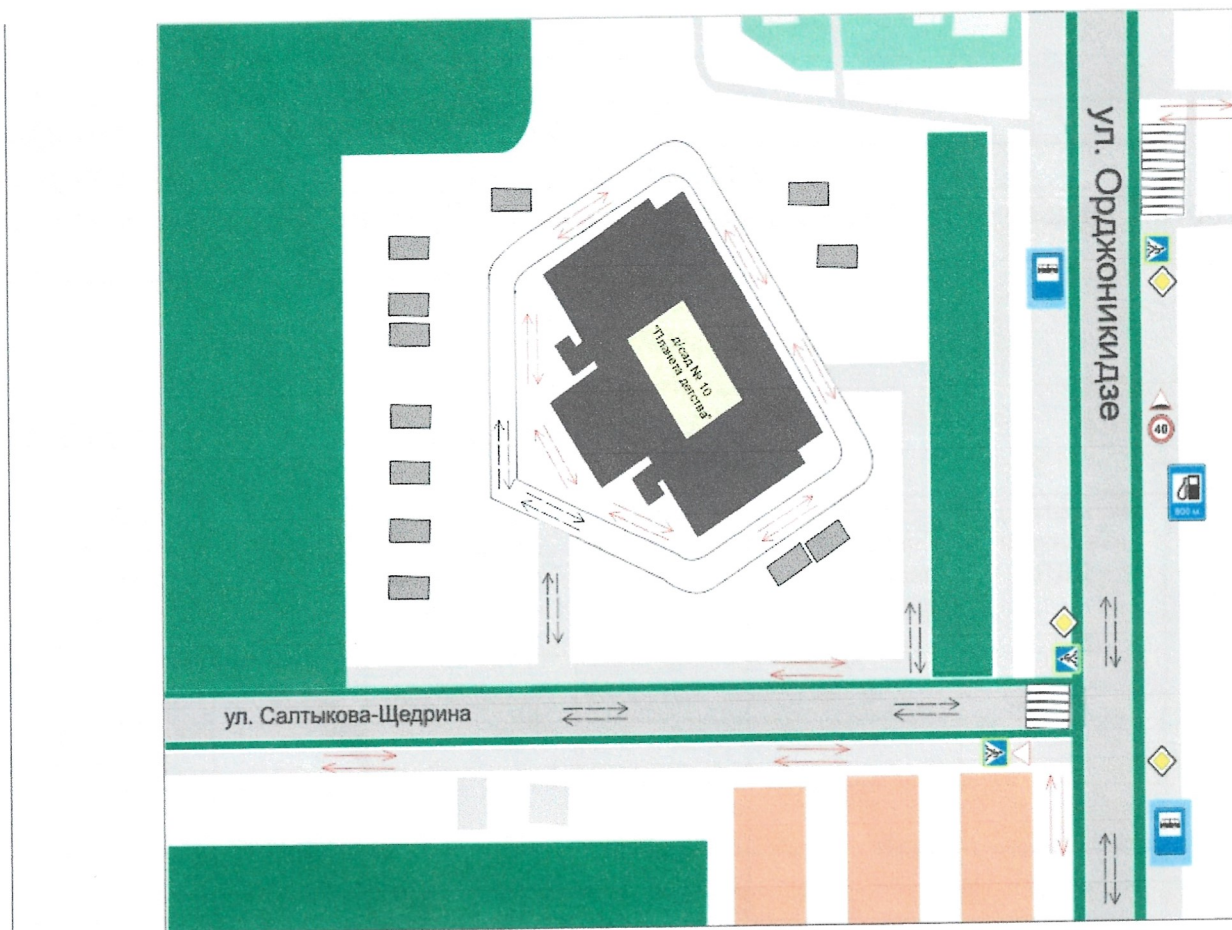 ул. Орджоникидзе
д/сад № 10
"Планета детства"
40
800 м.
ул. Салтыкова-Щедрина